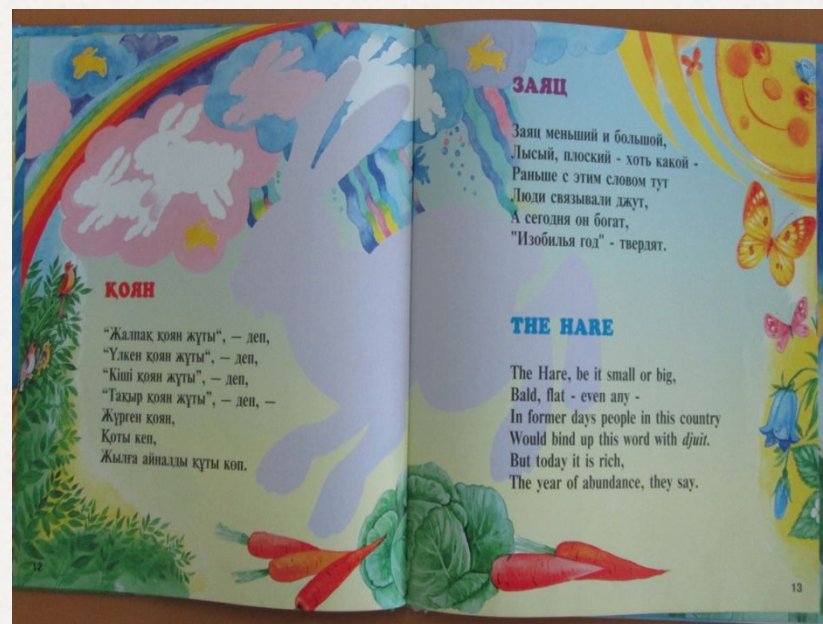 ҚОЯН
“Жалпақ қоян жұты“, – деп,
“Үлкен қоян жұты“, – деп,
“Кіші қоян жұты”, – деп,
“Тақыр қоян жұты”, – деп, –
Жүрген қоян,
Қоты кеп,
Жылға айналды құты көп.
12
ЗАЯЦ
Заяц меньший и большой,
Лысый, плоский - хоть какой -
Раньше с этим словом тут
Люди связывали джут,
А сегодня он богат,
"Изобилья год" - твердят.
THE HARE
The Hare, be it small or big,
Bald, flat - even any -
In former days people in this country
Would bind up this word with djuit.
But today it is rich,
The year of abundance, they say.
13